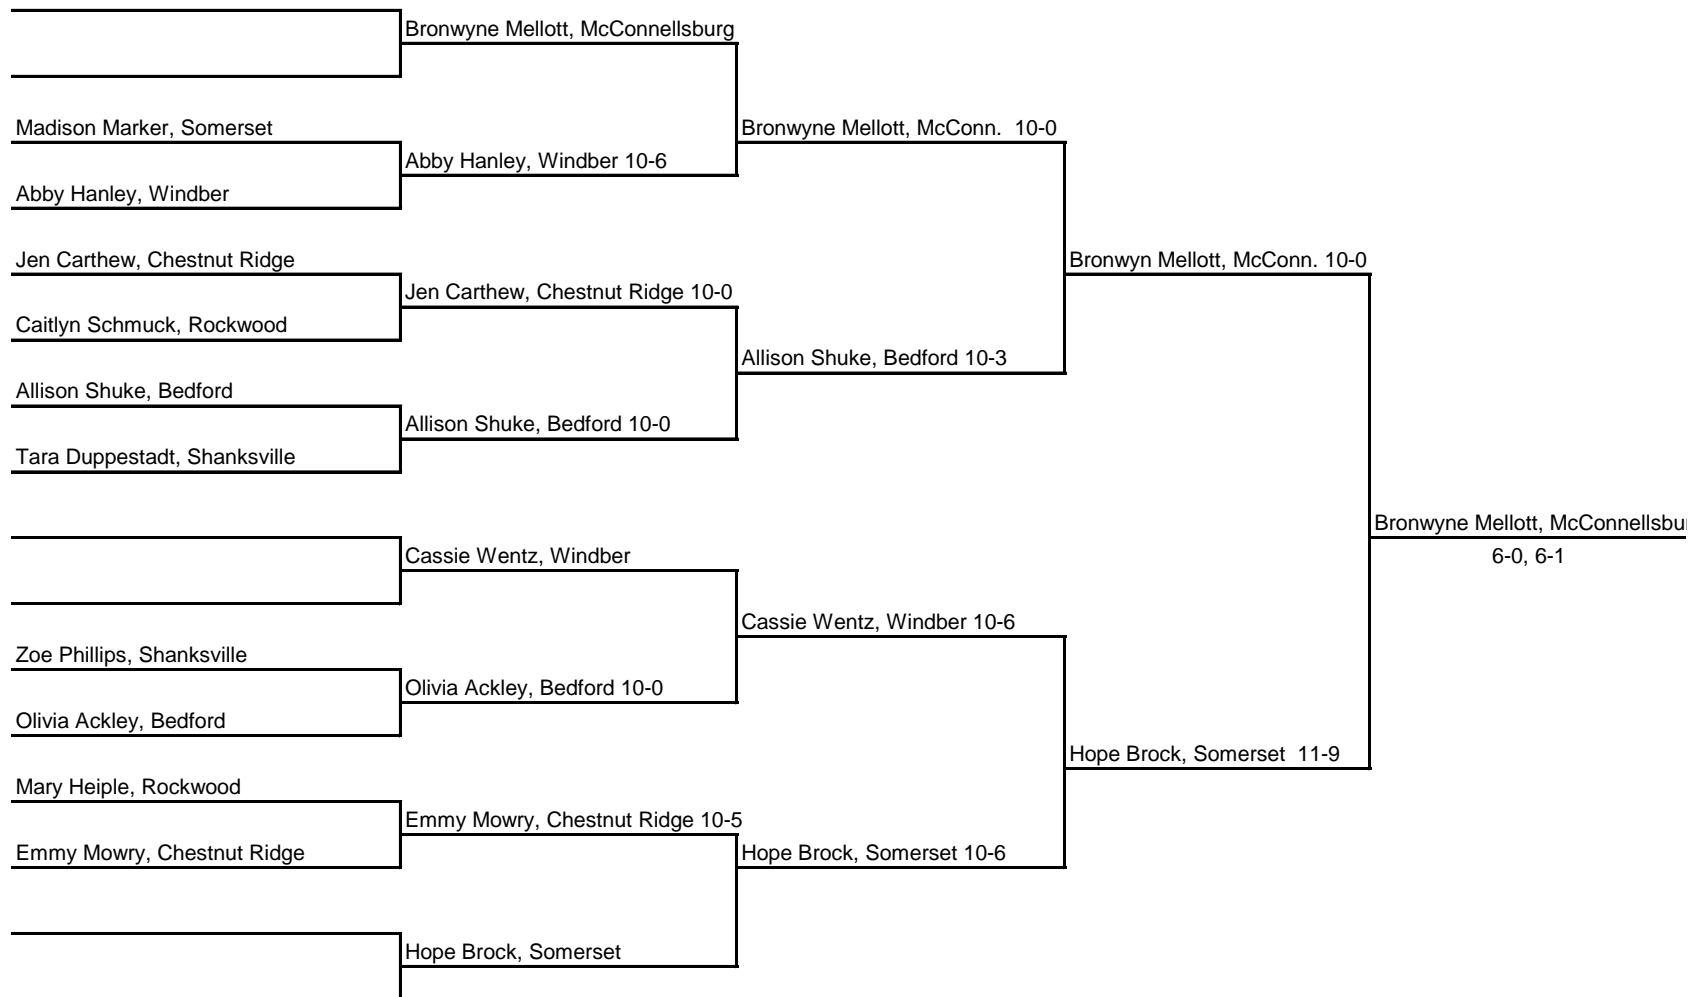 Bronwyne Mellott, McConnellsburg
Madison Marker, Somerset
Bronwyne Mellott, McConn.  10-0
Abby Hanley, Windber 10-6
Abby Hanley, Windber
Jen Carthew, Chestnut Ridge
Bronwyn Mellott, McConn. 10-0
Jen Carthew, Chestnut Ridge 10-0
Caitlyn Schmuck, Rockwood
Allison Shuke, Bedford 10-3
Allison Shuke, Bedford
Allison Shuke, Bedford 10-0
Tara Duppestadt, Shanksville
Bronwyne Mellott, McConnellsbu
Cassie Wentz, Windber
6-0, 6-1
Cassie Wentz, Windber 10-6
Zoe Phillips, Shanksville
Olivia Ackley, Bedford 10-0
Olivia Ackley, Bedford
Hope Brock, Somerset  11-9
Mary Heiple, Rockwood
Emmy Mowry, Chestnut Ridge 10-5
Emmy Mowry, Chestnut Ridge
Hope Brock, Somerset 10-6
Hope Brock, Somerset